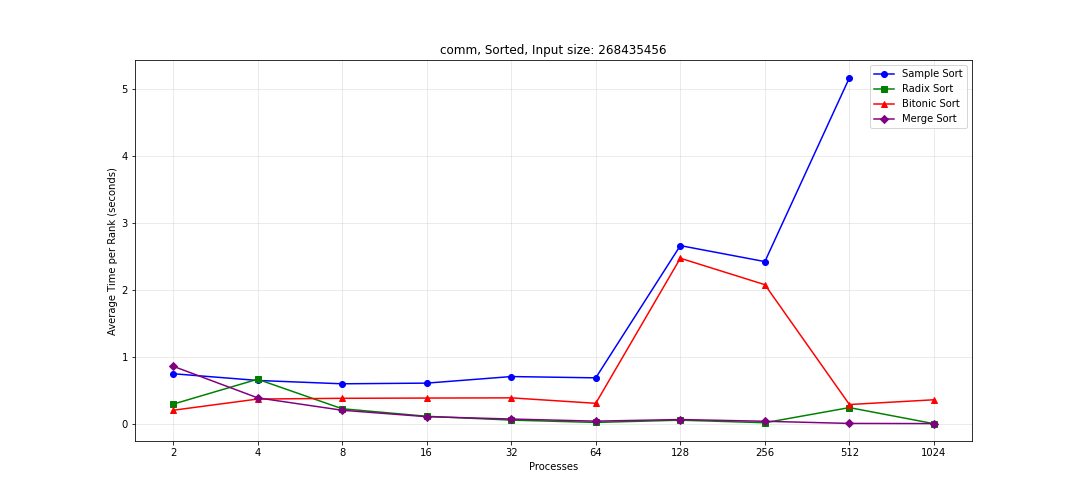 comm, Sorted, Input size: 268435456
Sample Sort
Radix Sort
Bitonic Sort
Merge Sort
Average Time per Rank (seconds)
5
4
3
2
1
0
2 4 8 16 32 64 128 256 512 1024
Processes